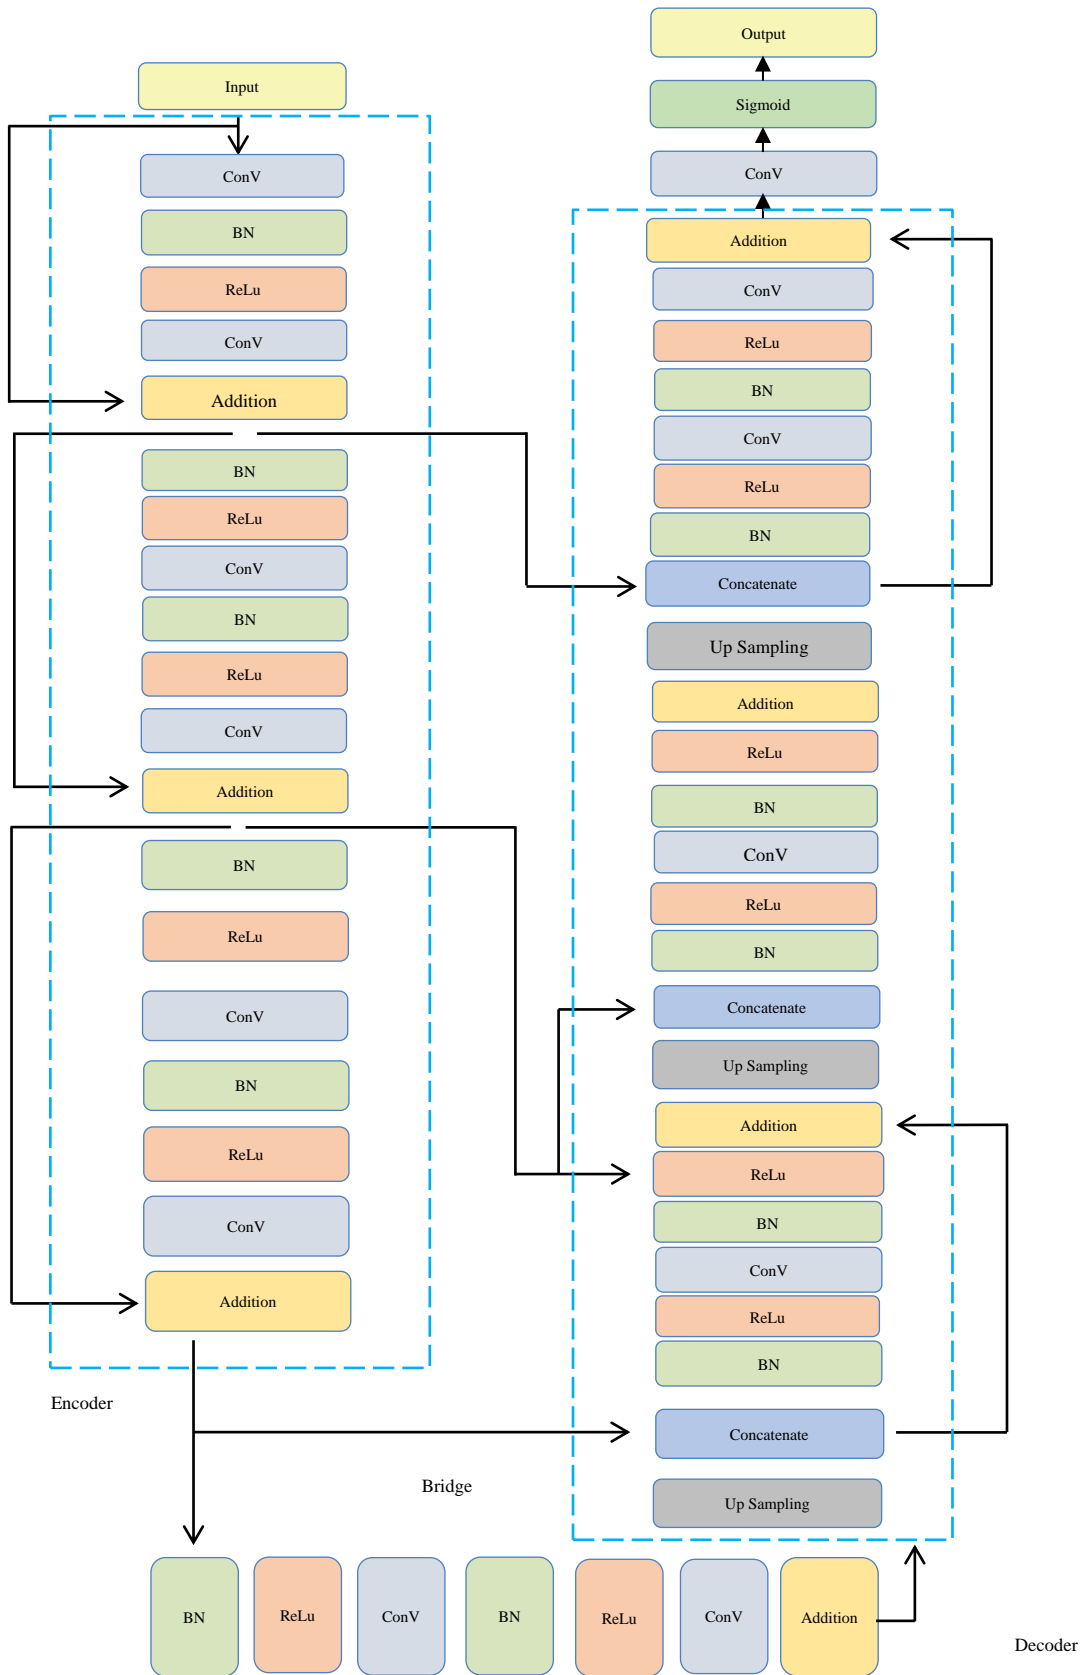 Input
ConV
BN
ReLu
ConV
Addition
BN
ReLu
ConV
BN
ReLu
ConV
Addition
BN
ReLu
ConV
BN
ReLu
ConV
Addition
Encoder
Output
Sigmoid
ConV
Addition
ConV
ReLu
BN
ConV
ReLu
BN
Concatenate
Up Sampling
Addition
ReLu
BN
ConV
ReLu
BN
Concatenate
Up Sampling
Addition
ReLu
BN
ConV
ReLu
BN
Concatenate
Up Sampling
Bridge
BN
ReLu
ConV
BN
ReLu
ConV
Addition
Decoder